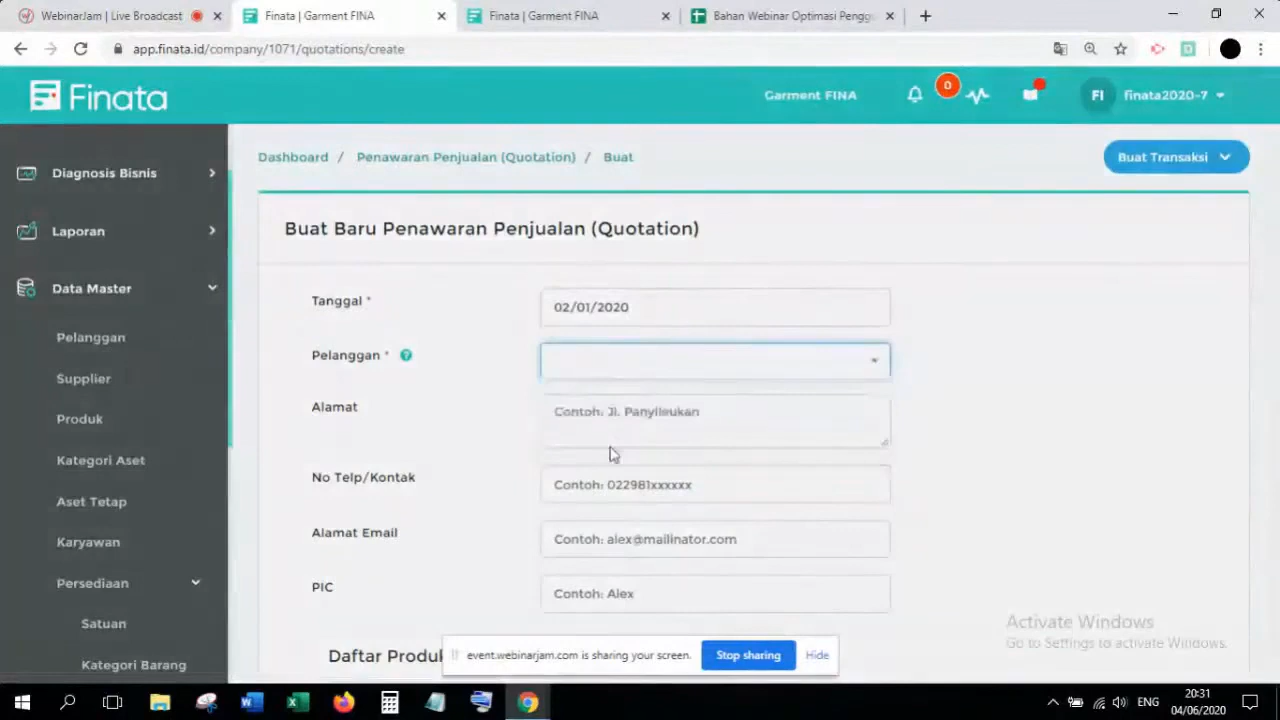 WebinarJam | Live Broadcast
Finata | Garment FINA
Finata | Garment FINA
Bahan Webinar Optimasi Pengg
app.finata.id/company/1071/quotations/create
Finata
Garment FINA
0
FI
finata2020-7
Diagnosis Bisnis
Laporan
Data Master
Pelanggan
Supplier
Produk
Kategori Aset
Aset Tetap
Karyawan
Persediaan
Satuan
Kategori Barang
Dashboard / Penawaran Penjualan (Quotation) / Buat
Buat Transaksi
Buat Baru Penawaran Penjualan (Quotation)
Tanggal *
02/01/2020
Pelanggan * ?
Alamat
Contoh: Jl. Panyileukan
No Telp/Kontak
Contoh: 022981xxxxxx
Alamat Email
Contoh: alex@mailinator.com
PIC
Contoh: Alex
Daftar Produk
event.webinarjam.com is sharing your screen.
Stop sharing
Hide
Activate Windows
Go to Settings to activate Windows.
ENG
20:31
04/06/2020